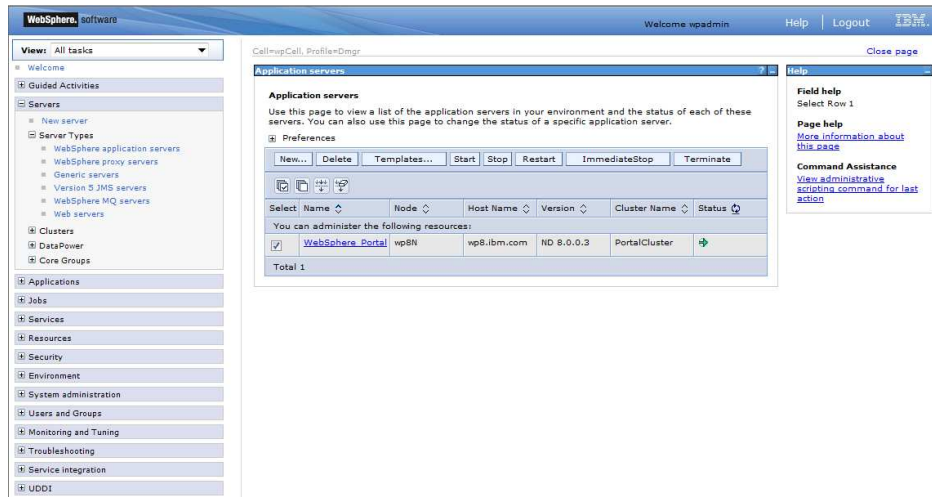 WebSphere. software
Welcome wpadmin
Help | Logout
IBM.
View: All tasks
Welcome
Guided Activities
Servers
New server
Server Types
WebSphere application servers
WebSphere proxy servers
Generic servers
Version 5 JMS servers
WebSphere MQ servers
Web servers
Clusters
DataPower
Core Groups
Applications
Jobs
Services
Resources
Security
Environment
System administration
Users and Groups
Monitoring and Tuning
Troubleshooting
Service integration
UDDI
Cell=wpCell, Profile=Dmgr
Close page
Application servers ? -
Application servers
Use this page to view a list of the application servers in your environment and the status of each of these
servers. You can also use this page to change the status of a specific application server.
Preferences
New... Delete Templates... Start Stop Restart ImmediateStop Terminate
Select Name Node Host Name Version Cluster Name Status
You can administer the following resources:
WebSphere_Portal wp8N wp8.ibm.com ND 8.0.0.3 PortalCluster
Total 1
Help -
Field help
Select Row 1
Page help
More information about
this page
Command Assistance
View administrative
scripting command for last
action